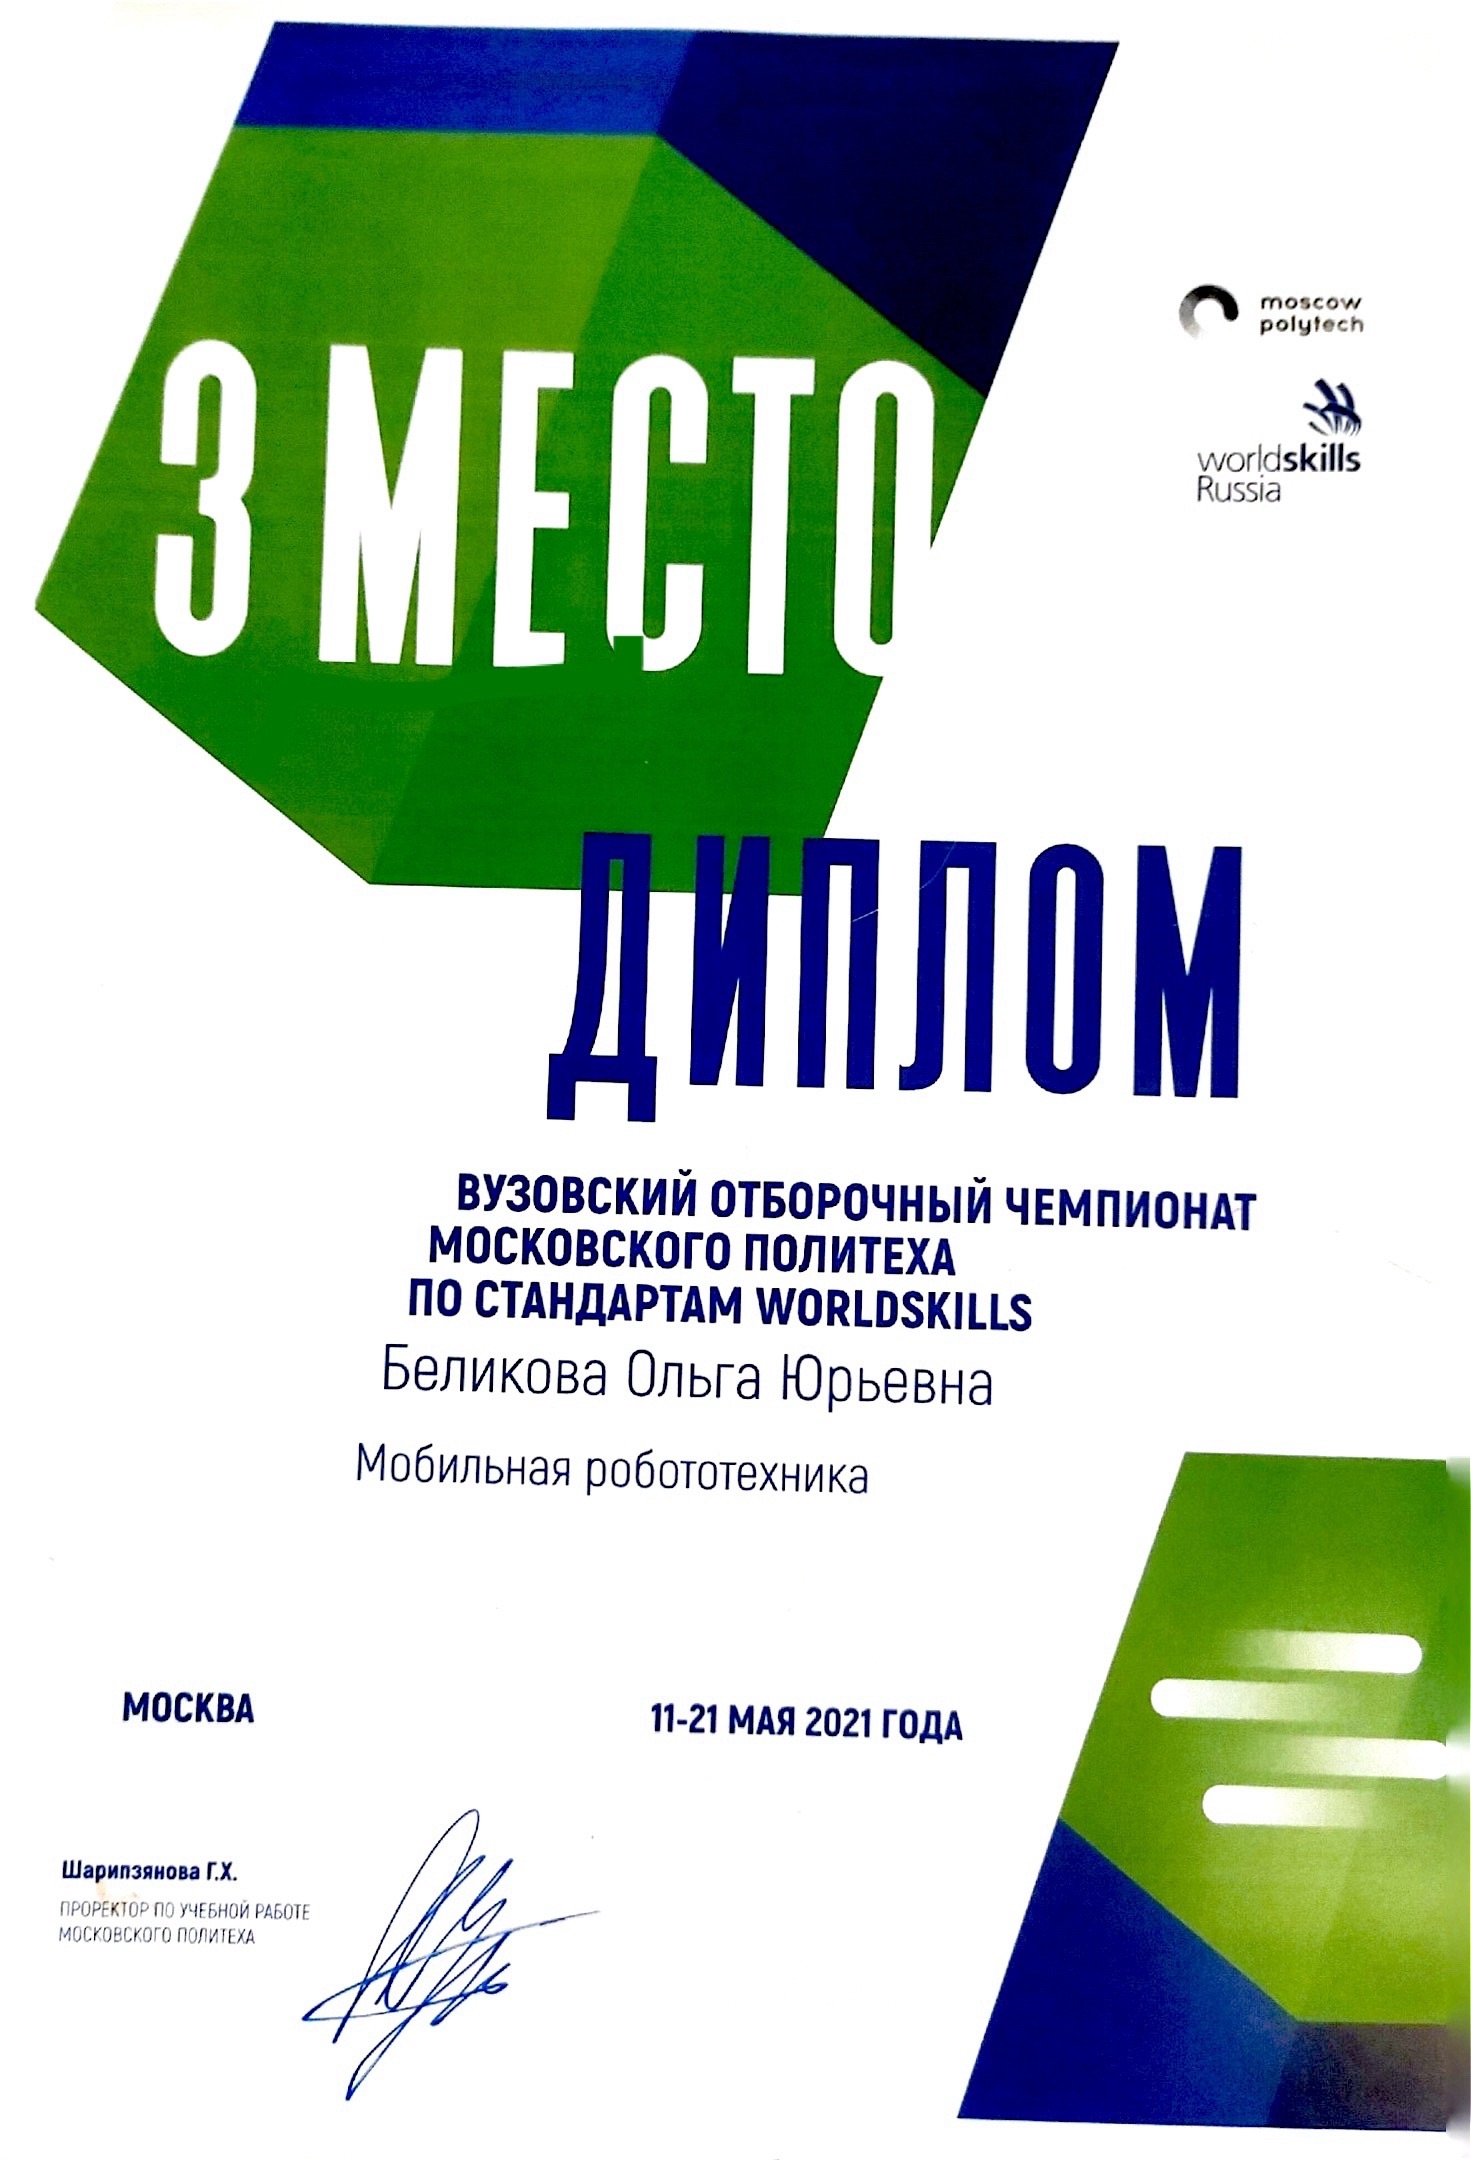 moscow
polytech
worldskills
Russia
3 МЕСТО
ДИПЛОМ
ВУЗОВСКИЙ ОТБОРОЧНЫЙ ЧЕМПИОНАТ
МОСКОВСКОГО ПОЛИТЕХА
ПО СТАНДАРТАМ WORLDSKILLS
Беликова Ольга Юрьевна
Мобильная робототехника
МОСКВА
11-21 МАЯ 2021 ГОДА
Шарипзянова Г.Х.
ПРОРЕКТОР ПО УЧЕБНОЙ РАБОТЕ
МОСКОВСКОГО ПОЛИТЕХА